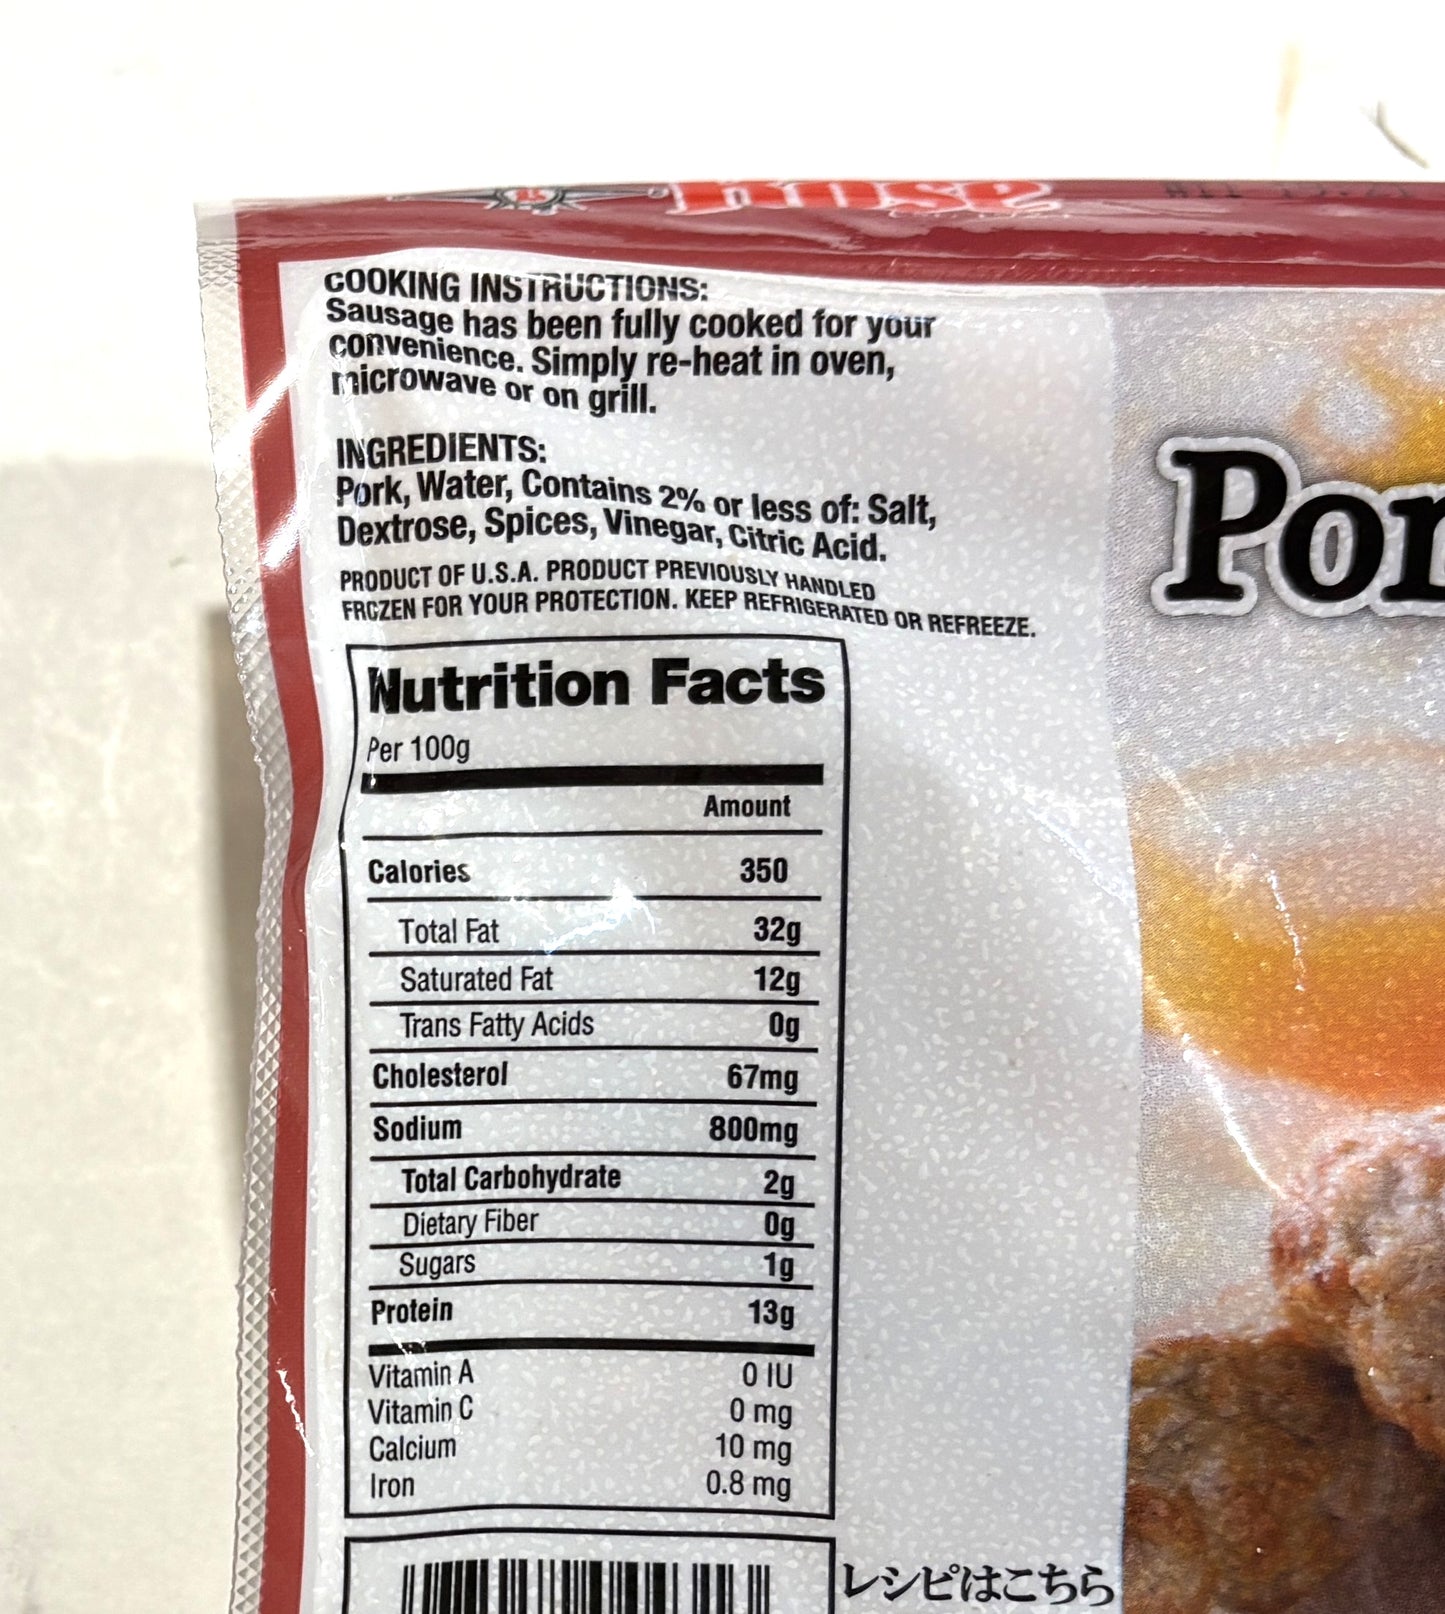 COOKING INSTRUCTIONS:
Sausage has been fully cooked for your
convenience. Simply re-heat in oven,
microwave or on grill.
INGREDIENTS:
Pork, Water, Contains 2% or less of: Salt,
Dextrose, Spices, Vinegar, Citric Acid.
PRODUCT OF U.S.A. PRODUCT PREVIOUSLY HANDLED
FROZEN FOR YOUR PROTECTION. KEEP REFRIGERATED OR REFREEZE.
Por
Nutrition Facts
Per 100g
Amount
Calories 350
Total Fat 32g
Saturated Fat 12g
Trans Fatty Acids 0g
Cholesterol 67mg
Sodium 800mg
Total Carbohydrate 2g
Dietary Fiber 0g
Sugars 1g
Protein 13g
Vitamin A 0 IU
Vitamin C 0 mg
Calcium 10 mg
Iron 0.8 mg
レシピはこちら